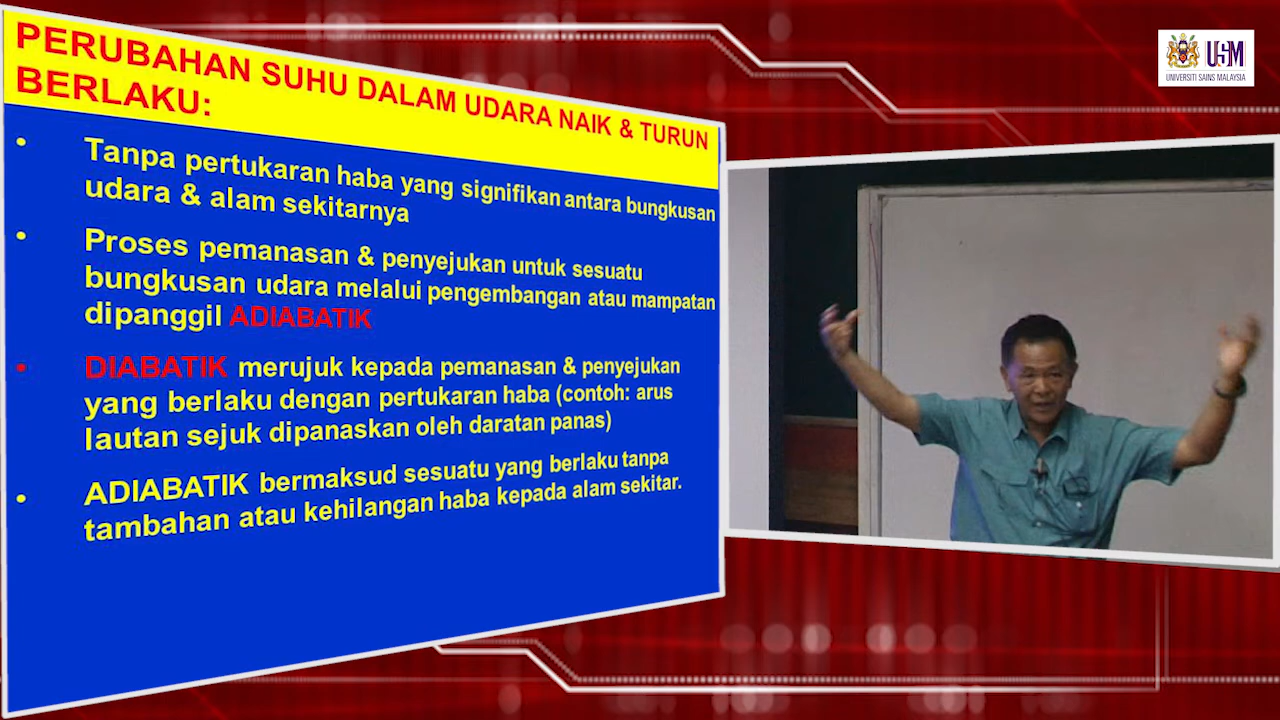 PERUBAHAN SUHU DALAM UDARA NAIK & TURUN
BERLAKU:
• Tanpa pertukaran haba yang signifikan antara bungkusan
udara & alam sekitarnya
• Proses pemanasan & penyejukan untuk sesuatu
bungkusan udara melalui pengembangan atau mampatan
dipanggil ADIABATIK
• DIABATIK merujuk kepada pemanasan & penyejukan
yang berlaku dengan pertukaran haba (contoh: arus
lautan sejuk dipanaskan oleh daratan panas)
• ADIABATIK bermaksud sesuatu yang berlaku tanpa
tambahan atau kehilangan haba kepada alam sekitar.
USM
UNIVERSITI SAINS MALAYSIA